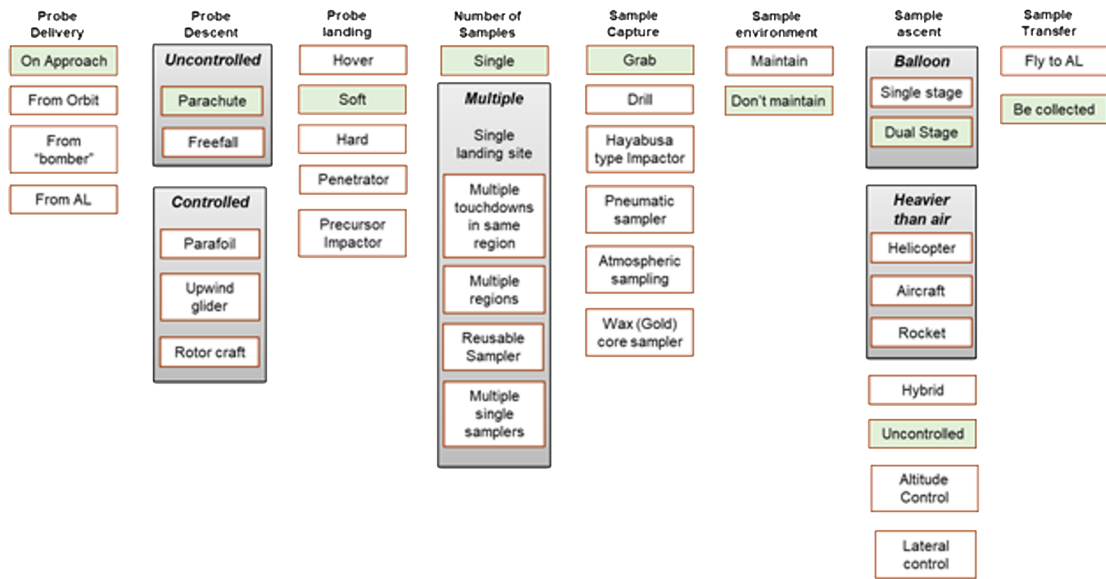 Probe
Delivery
On Approach
From Orbit
From
“bomber”
From AL
Probe
Descent
Uncontrolled
Parachute
Freefall
Controlled
Parafoil
Upwind
glider
Rotor craft
Probe
landing
Hover
Soft
Hard
Penetrator
Precursor
Impactor
Number of
Samples
Single
Multiple
Single
landing site
Multiple
touchdowns
in same
region
Multiple
regions
Reusable
Sampler
Multiple
single
samplers
Sample
Capture
Grab
Drill
Hayabusa
type Impactor
Pneumatic
sampler
Atmospheric
sampling
Wax (Gold)
core sampler
Sample
environment
Maintain
Don’t maintain
Sample
ascent
Balloon
Single stage
Dual Stage
Heavier
than air
Helicopter
Aircraft
Rocket
Hybrid
Uncontrolled
Altitude
Control
Lateral
control
Sample
Transfer
Fly to AL
Be collected